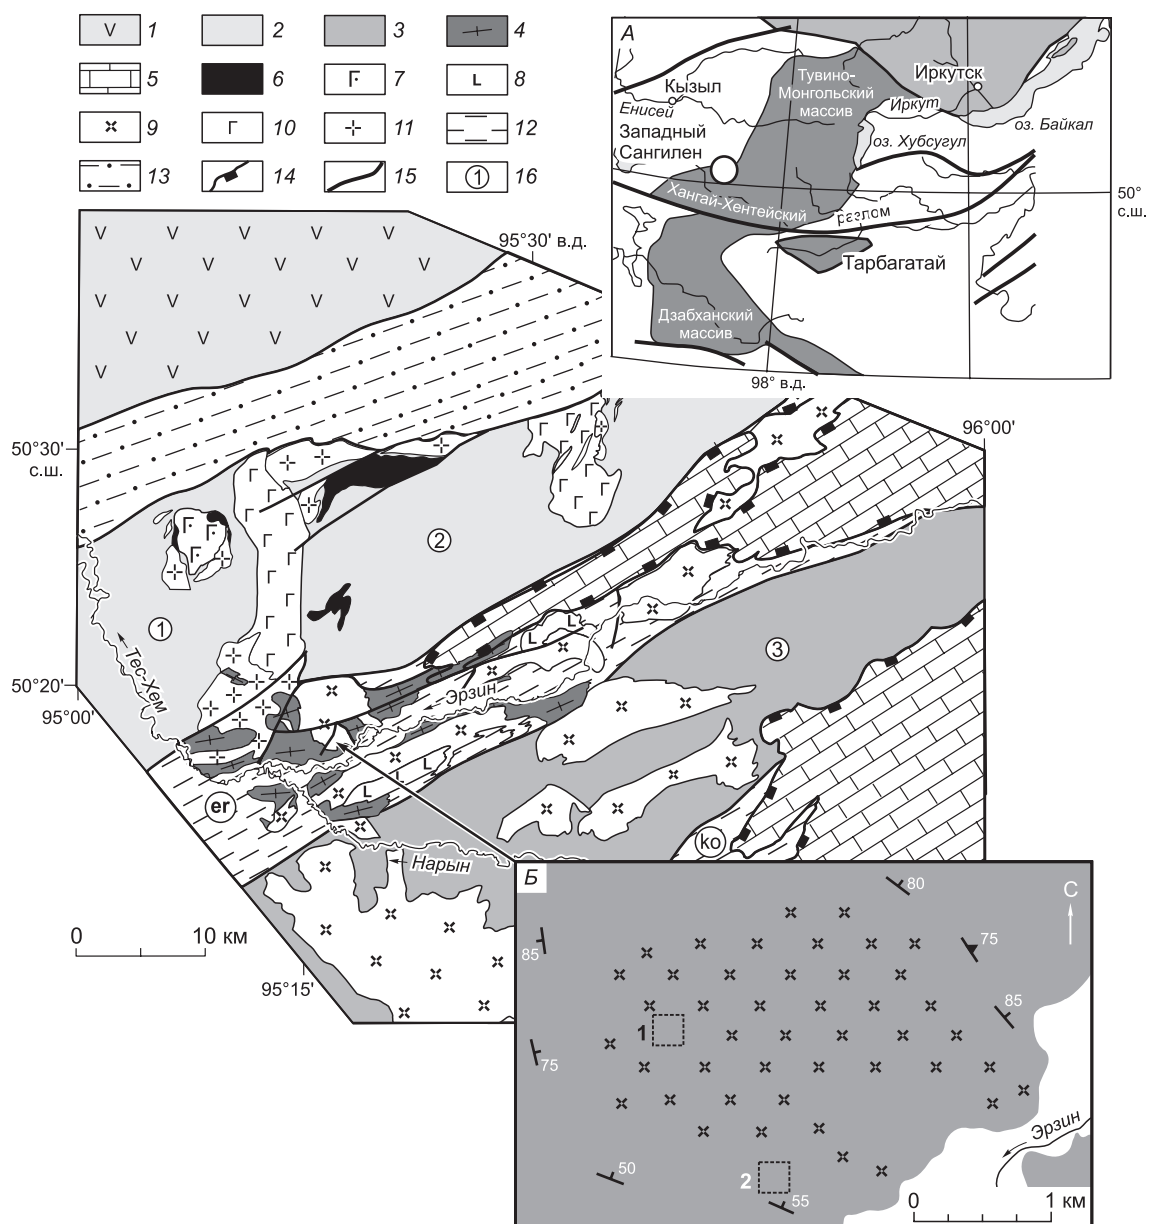 V 1 2 3 4
5 6 Г 7 L 8
9 Г 10 11 12
13 14 15 1 16
А
Тувино-
Монгольский
массив
Иркутск
Кызыл
Енисей
Иркут
оз. Байкал
Западный
Сангилен
оз. Хубсугул
50°
с.ш.
Хангай-Хентейский
разлом
Тарбагатай
Дзабханский
массив
98° в.д.
95°30' в.д.
50°30'
с.ш.
96°00'
2
1
3
Тес-Хем
Эрзин
50°20'
95°00'
er
ko
Нарын
0 10 км
95°15'
Б
80
С
85
75
85
1
75
Эрзин
50
2
55
0 1 км